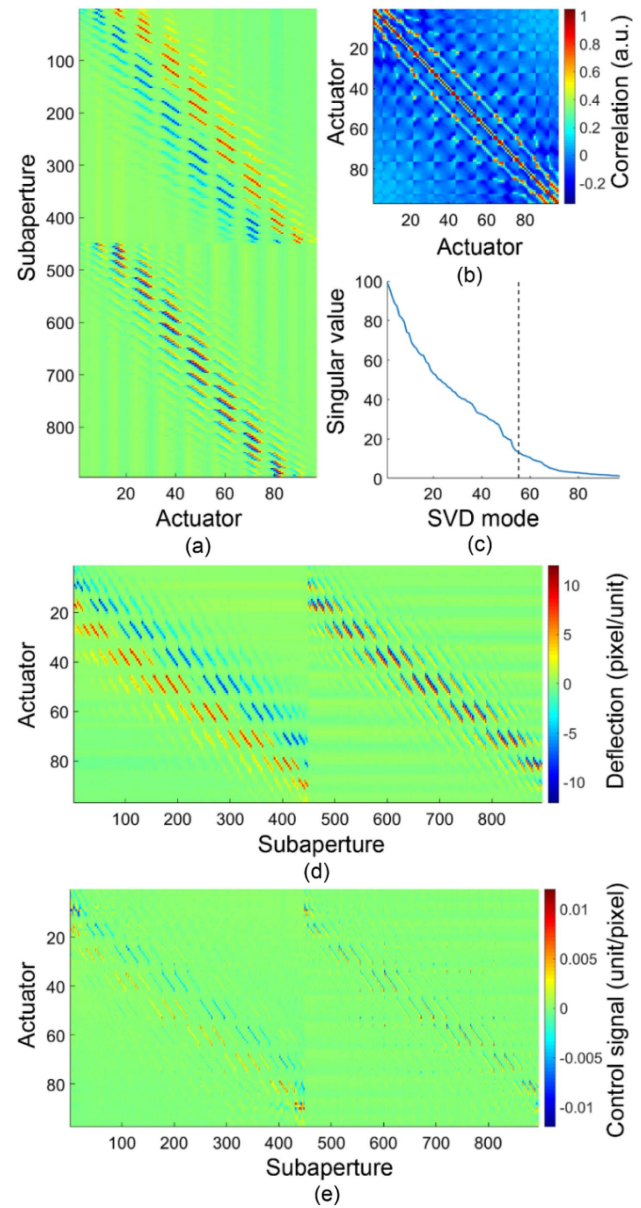 100
200
300
400
500
600
700
800
Subaperture
20 40 60 80
Actuator
(a)
20
40
60
80
Actuator
20 40 60 80
Actuator
(b)
1
0.8
0.6
0.4
0.2
0
-0.2
Correlation (a.u.)
100
80
60
40
20
0
Singular value
20 40 60 80
SVD mode
(c)
20
40
60
80
Actuator
100 200 300 400 500 600 700 800
Subaperture
(d)
10
5
0
-5
-10
Deflection (pixel/unit)
20
40
60
80
Actuator
100 200 300 400 500 600 700 800
Subaperture
(e)
0.01
0.005
0
-0.005
-0.01
Control signal (unit/pixel)